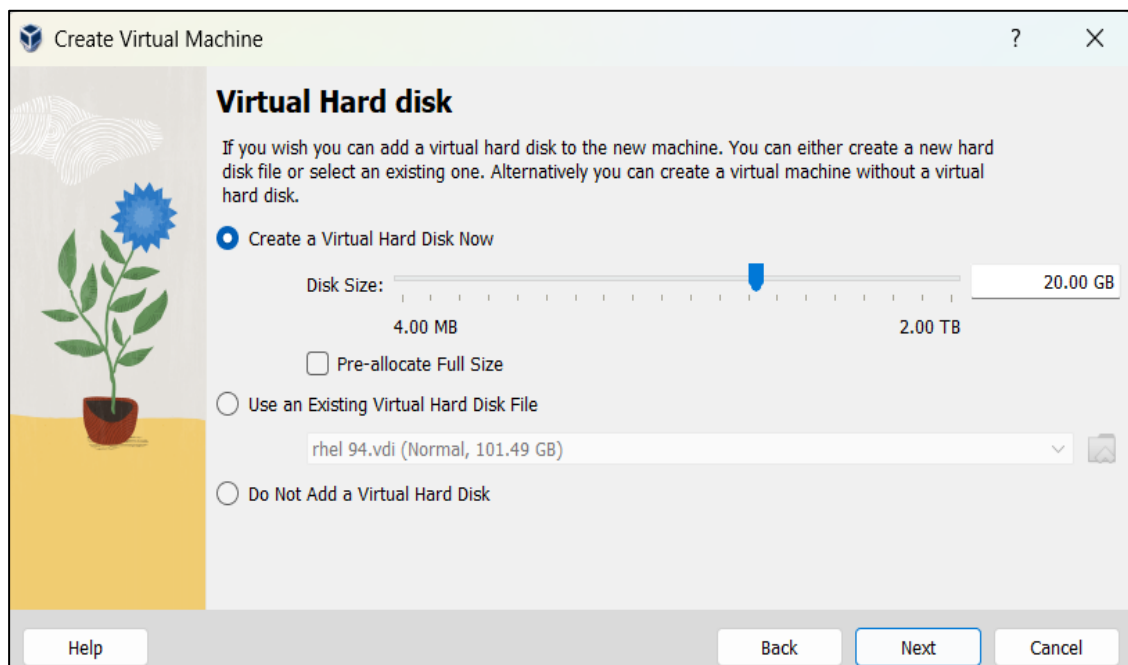 Create Virtual Machine
?
Virtual Hard disk
If you wish you can add a virtual hard disk to the new machine. You can either create a new hard
disk file or select an existing one. Alternatively you can create a virtual machine without a virtual
hard disk.
Create a Virtual Hard Disk Now
Disk Size:
20.00 GB
4.00 MB
2.00 TB
Pre-allocate Full Size
Use an Existing Virtual Hard Disk File
rhel 94.vdi (Normal, 101.49 GB)
Do Not Add a Virtual Hard Disk
Help
Back
Next
Cancel